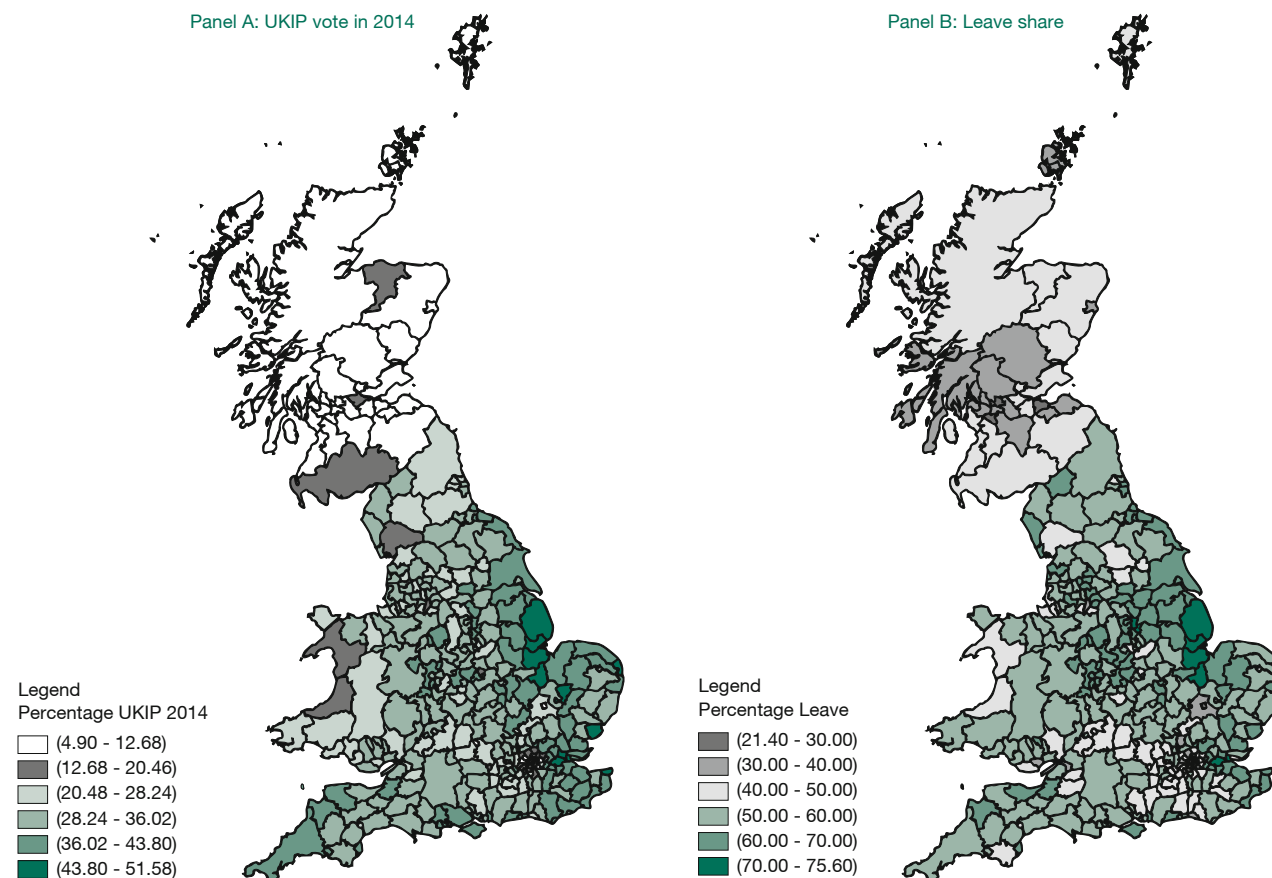 Panel A: UKIP vote in 2014
Panel B: Leave share
Legend
Percentage UKIP 2014
(4.90 - 12.68)
(12.68 - 20.46)
(20.48 - 28.24)
(28.24 - 36.02)
(36.02 - 43.80)
(43.80 - 51.58)
Legend
Percentage Leave
(21.40 - 30.00)
(30.00 - 40.00)
(40.00 - 50.00)
(50.00 - 60.00)
(60.00 - 70.00)
(70.00 - 75.60)